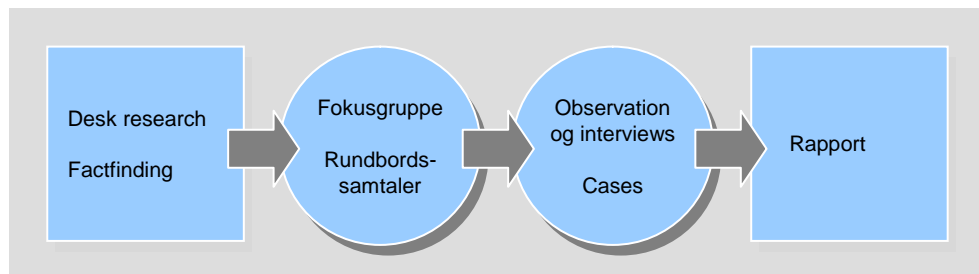 Desk research
Factfinding
Fokusgruppe
Rundbords-
samtaler
Observation
og interviews
Cases
Rapport